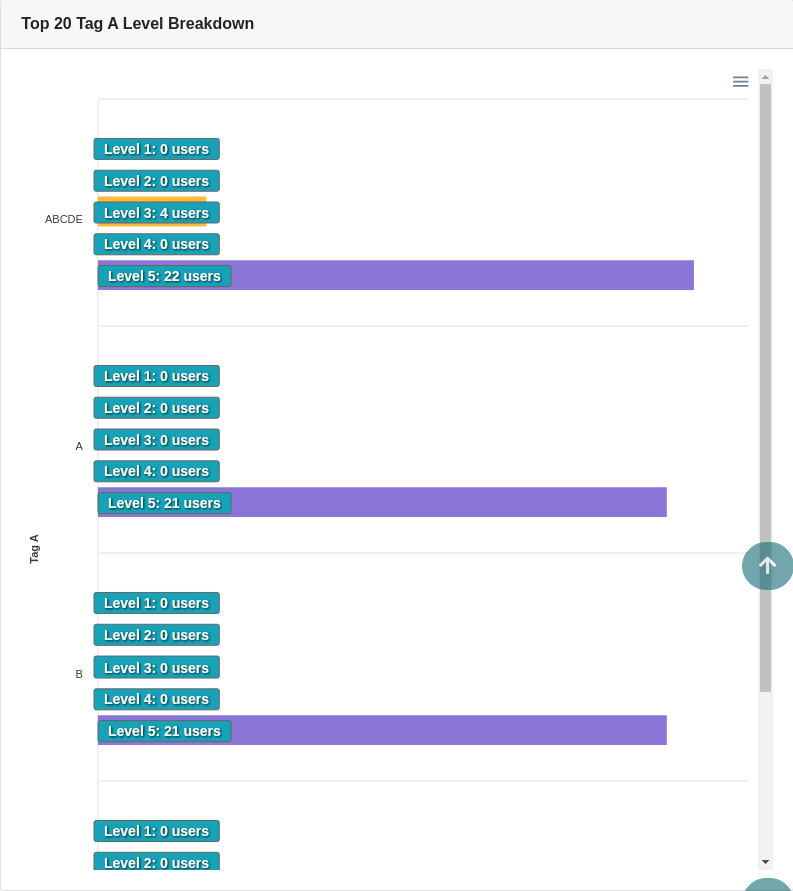 Top 20 Tag A Level Breakdown
Level 1: 0 users
Level 2: 0 users
ABCDE
Level 3: 4 users
Level 4: 0 users
Level 5: 22 users
Level 1: 0 users
Level 2: 0 users
A
Level 3: 0 users
Level 4: 0 users
Level 5: 21 users
Tag A
Level 1: 0 users
Level 2: 0 users
B
Level 3: 0 users
Level 4: 0 users
Level 5: 21 users
Level 1: 0 users
Level 2: 0 users